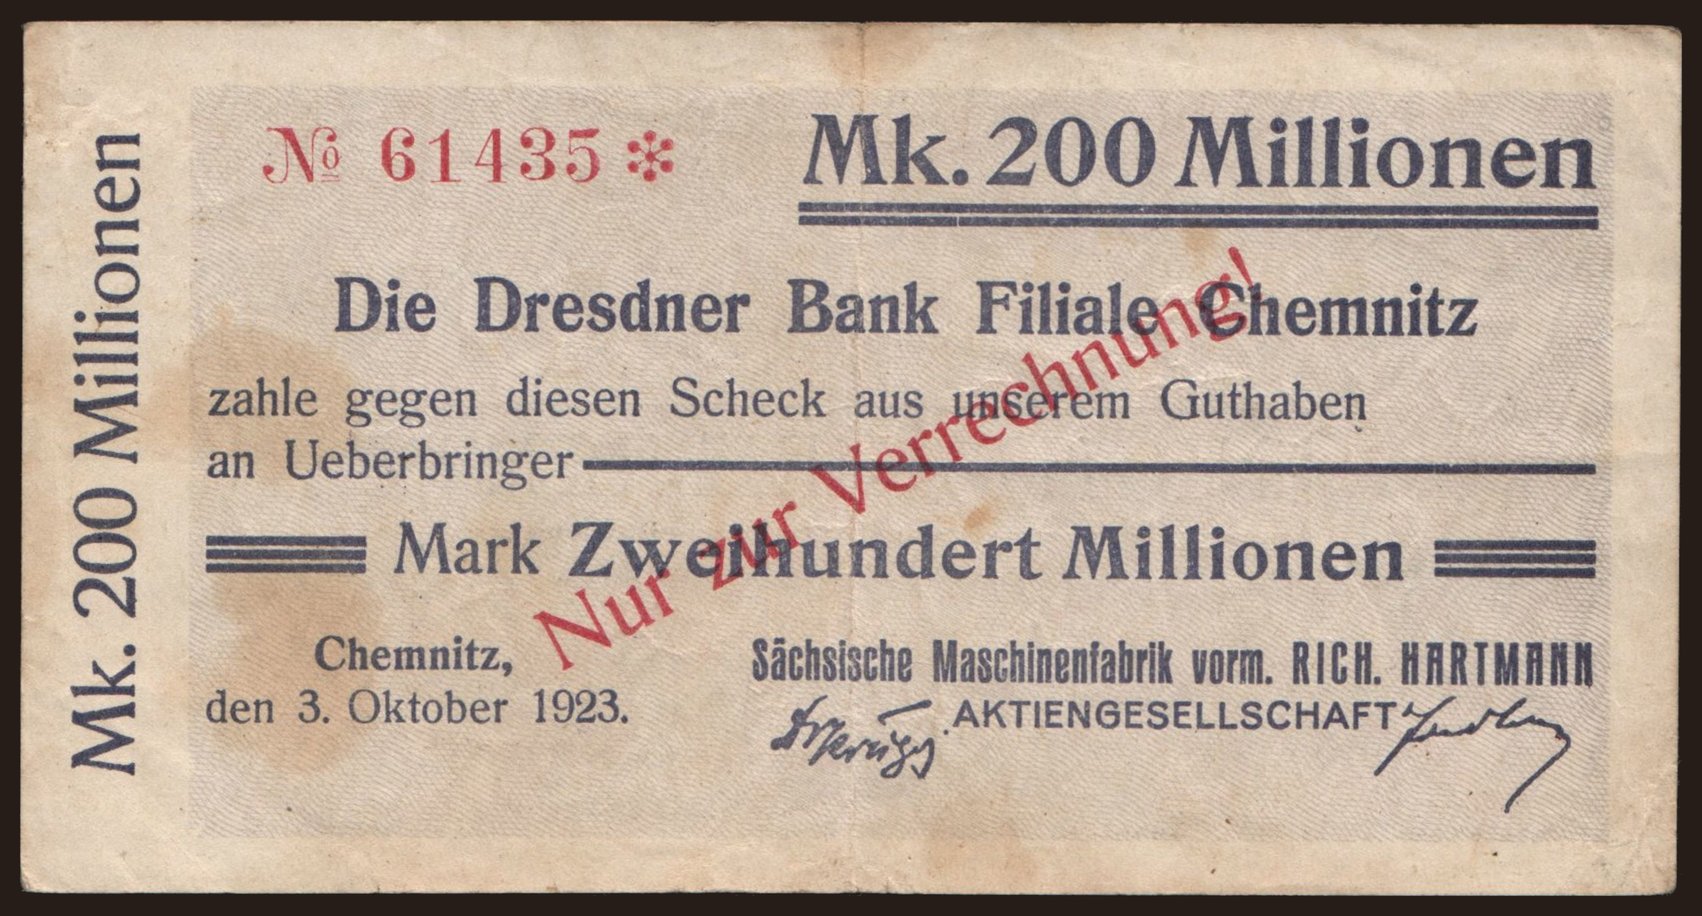 Mk. 200 Millionen
№ 61435 *
Mk. 200 Millionen
Die Dresdner Bank Filiale Chemnitz
zahle gegen diesen Scheck aus unserem Guthaben
an Ueberbringer
Mark Zweihundert Millionen
Nur zur Verrechnung!
Chemnitz,
den 3. Oktober 1923.
Sächsische Maschinenfabrik vorm. RICH. HARTMANN
AKTIENGESELLSCHAFT